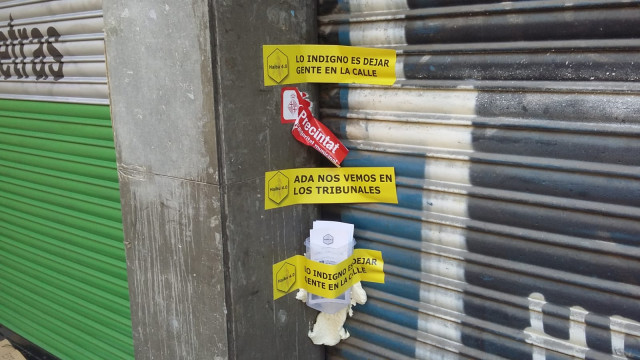 tras
LO INDIGNO ES DEJAR
GENTE EN LA CALLE
Precintat
ADA NOS VEMOS EN
LOS TRIBUNALES
LO INDIGNO ES DEJAR
GENTE EN LA CALLE